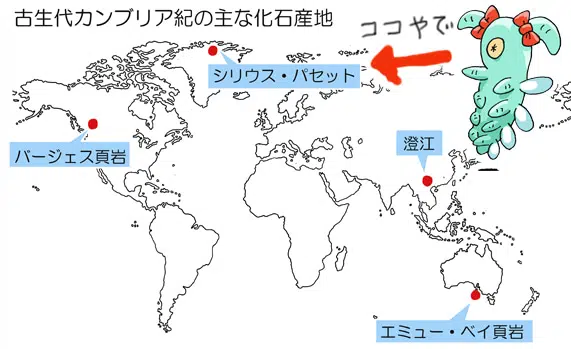 古生代カンブリア紀の主な化石産地
ココやで
シリウス・パセット
バージェス頁岩
澄江
エミュー・ベイ頁岩